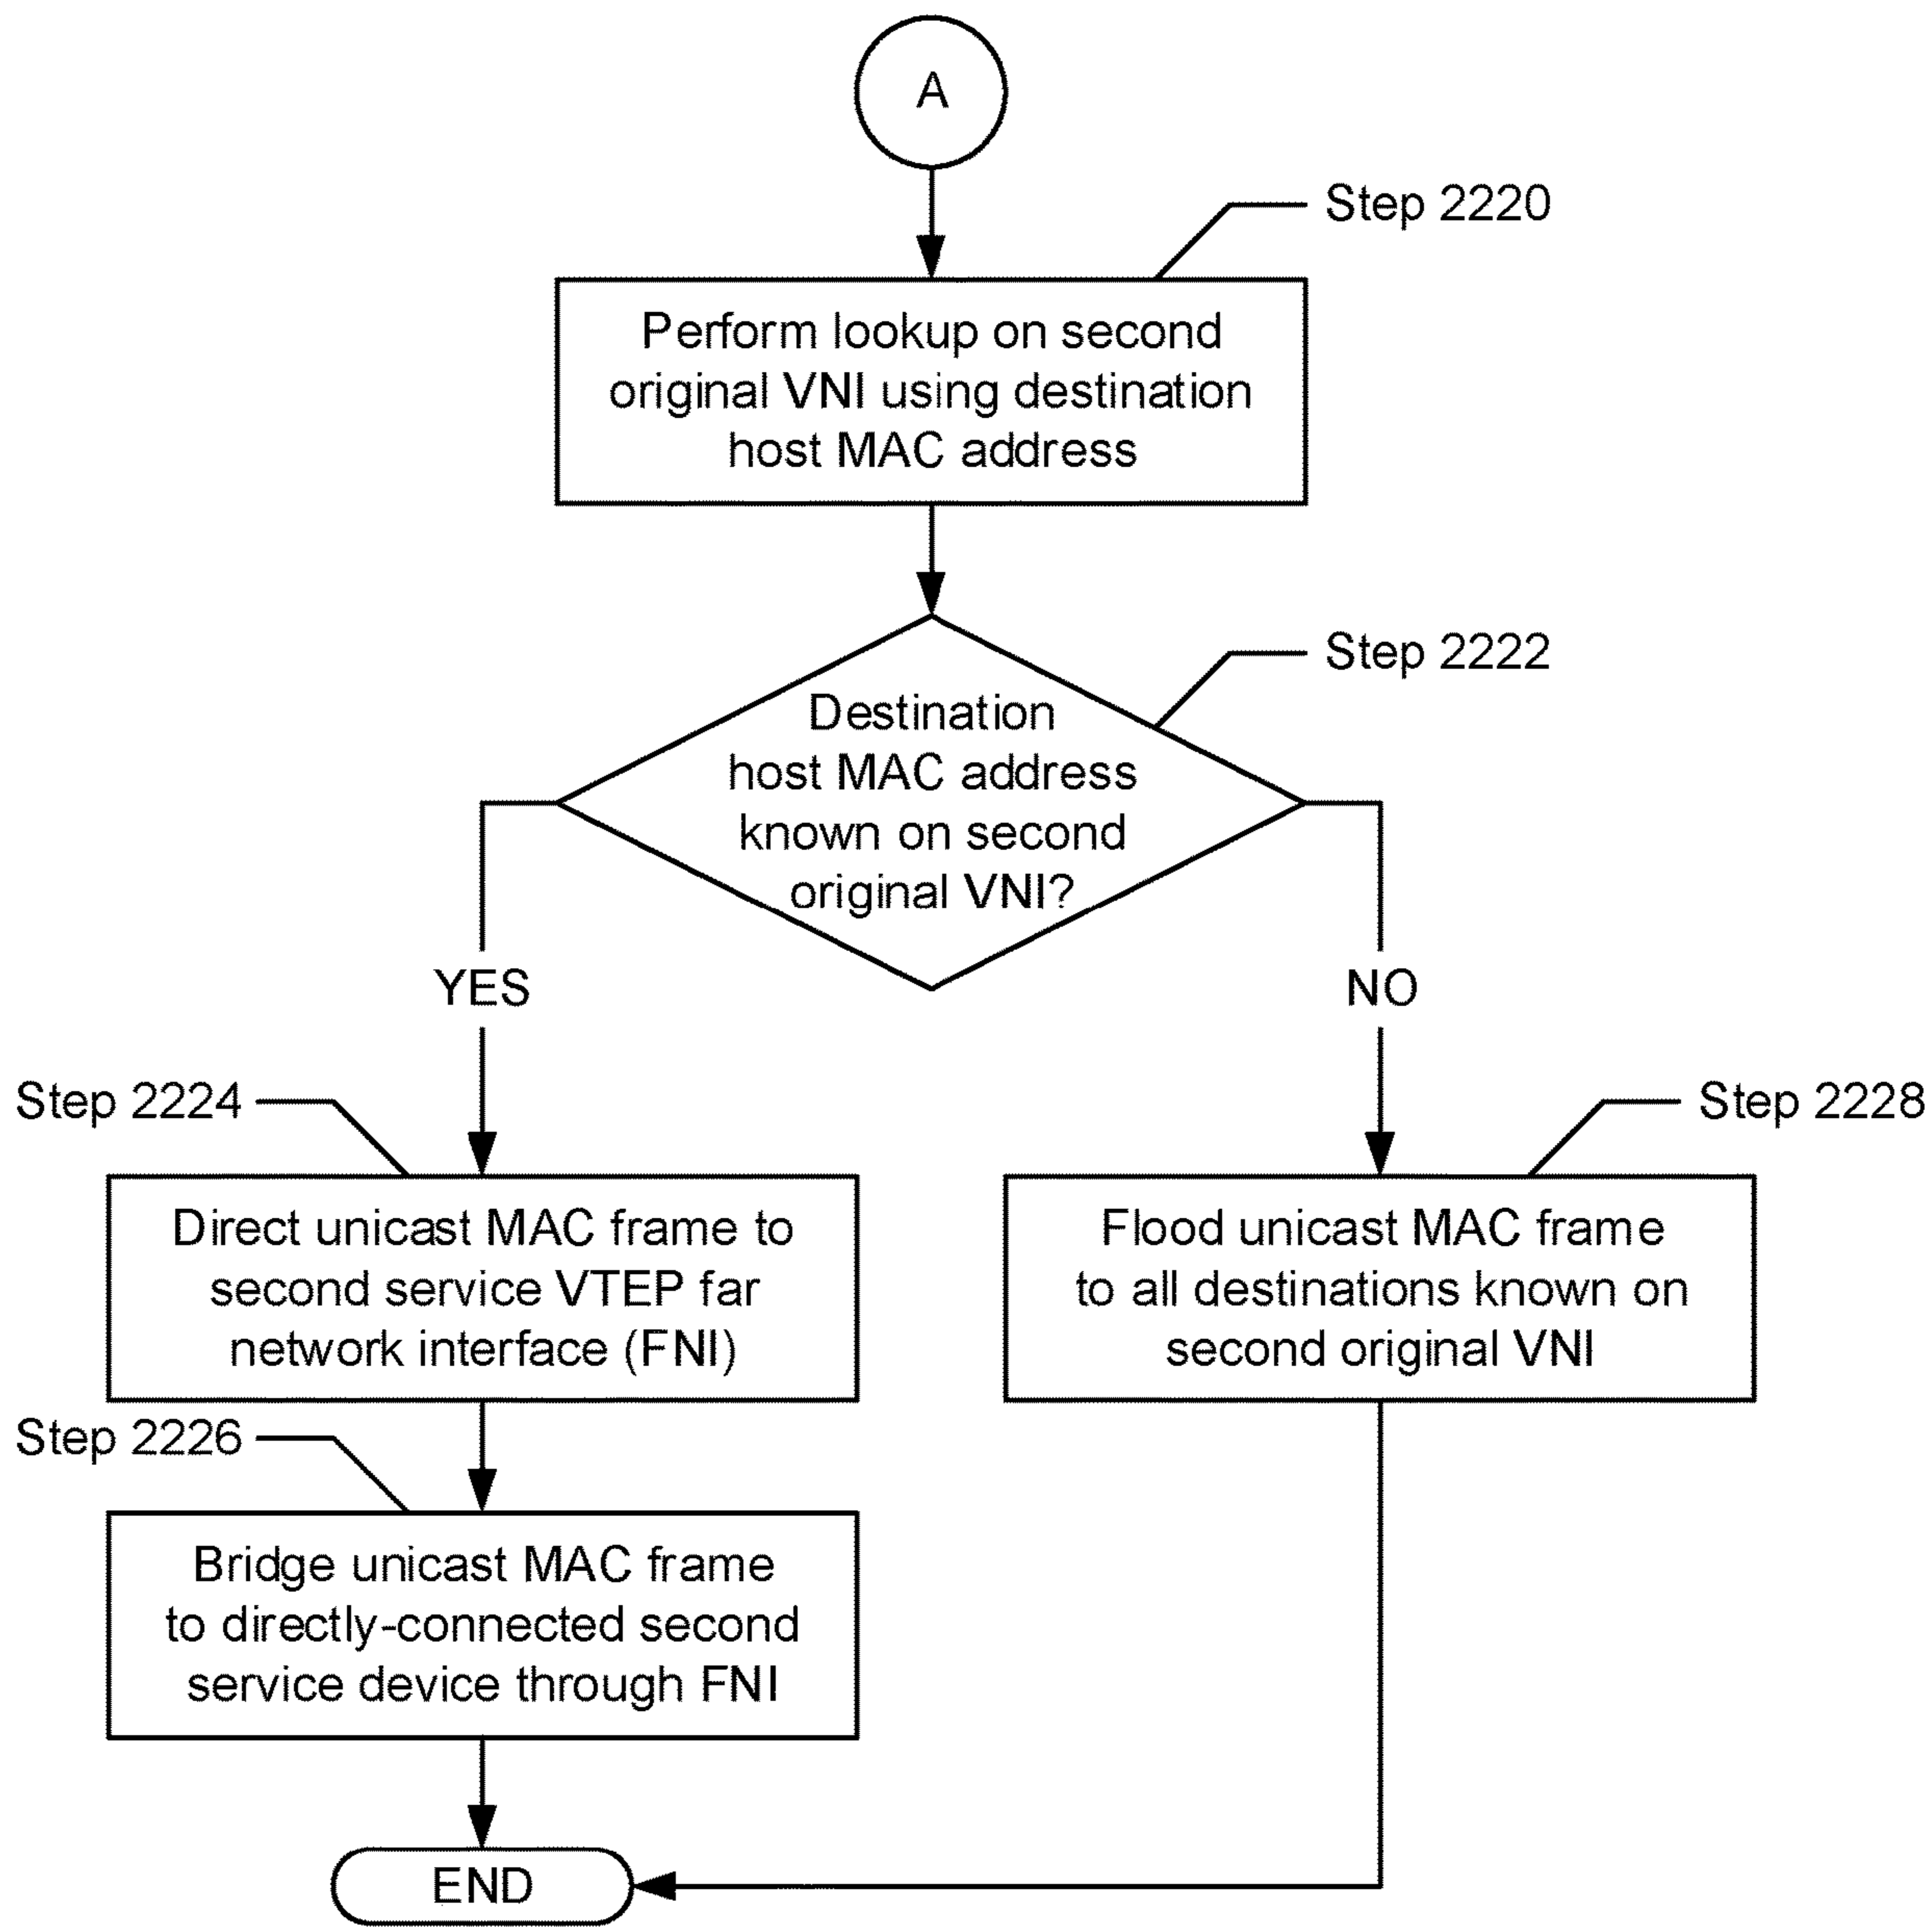 A
Step 2220
Perform lookup on second
original VNI using destination
host MAC address
Step 2222
Destination
host MAC address
known on second
original VNI?
YES
NO
Step 2224
Step 2228
Direct unicast MAC frame to
second service VTEP far
network interface (FNI)
Flood unicast MAC frame
to all destinations known on
second original VNI
Step 2226
Bridge unicast MAC frame
to directly-connected second
service device through FNI
END